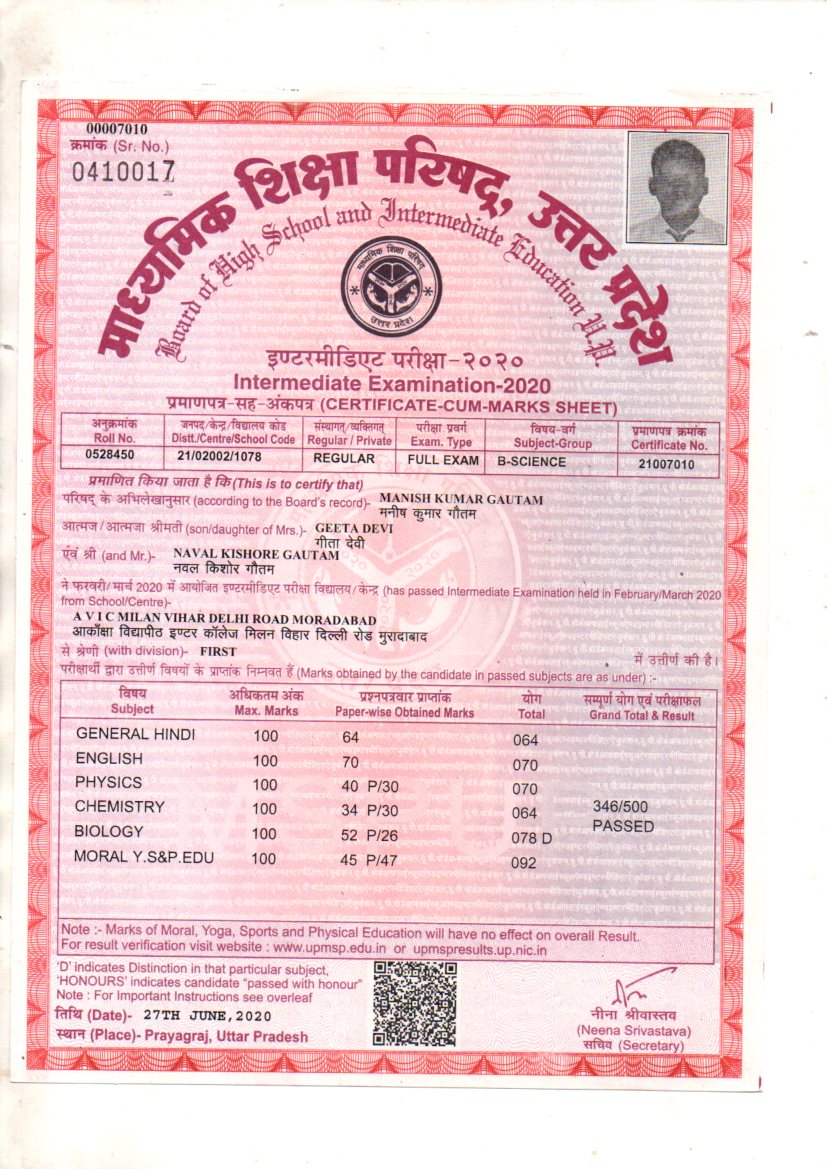 00007010
क्रमांक (Sr. No.)
0410017
माध्यमिक शिक्षा परिषद्, उत्तर प्रदेश
Board of High School and Intermediate Education U.P.
माध्यमिक शिक्षा परिषद
उत्तर प्रदेश
इण्टरमीडिएट परीक्षा-२०२०
Intermediate Examination-2020
प्रमाणपत्र-सह-अंकपत्र (CERTIFICATE-CUM-MARKS SHEET)
अनुक्रमांक जनपद/केन्द्र/विद्यालय कोड संस्थागत/व्यक्तिगत परीक्षा प्रवर्ग विषय-वर्ग प्रमाणपत्र क्रमांक
Roll No. Distt./Centre/School Code Regular / Private Exam. Type Subject-Group Certificate No.
0528450 21/02002/1078 REGULAR FULL EXAM B-SCIENCE 21007010
प्रमाणित किया जाता है कि (This is to certify that)
परिषद् के अभिलेखानुसार (according to the Board's record)- MANISH KUMAR GAUTAM
मनीष कुमार गौतम
आत्मज/आत्मजा श्रीमती (son/daughter of Mrs.)- GEETA DEVI
गीता देवी
एवं श्री (and Mr.)- NAVAL KISHORE GAUTAM
नवल किशोर गौतम
ने फरवरी/मार्च 2020 में आयोजित इण्टरमीडिएट परीक्षा विद्यालय/केन्द्र (has passed Intermediate Examination held in February/March 2020
from School/Centre)-
A V I C MILAN VIHAR DELHI ROAD MORADABAD
आकाँक्षा विद्यापीठ इण्टर कॉलेज मिलन विहार दिल्ली रोड मुरादाबाद
से श्रेणी (with division)- FIRST में उत्तीर्ण की है।
परीक्षार्थी द्वारा उत्तीर्ण विषयों के प्राप्तांक निम्नवत हैं (Marks obtained by the candidate in passed subjects are as under) :-
विषय अधिकतम अंक प्रश्नपत्रवार प्राप्तांक योग सम्पूर्ण योग एवं परीक्षाफल
Subject Max. Marks Paper-wise Obtained Marks Total Grand Total & Result
GENERAL HINDI 100 64 064
ENGLISH 100 70 070
PHYSICS 100 40 P/30 070
CHEMISTRY 100 34 P/30 064 346/500
PASSED
BIOLOGY 100 52 P/26 078 D
MORAL Y.S&P.EDU 100 45 P/47 092
Note :- Marks of Moral, Yoga, Sports and Physical Education will have no effect on overall Result.
For result verification visit website : www.upmsp.edu.in or upmspresults.up.nic.in
'D' indicates Distinction in that particular subject,
'HONOURS' indicates candidate "passed with honour"
Note : For Important Instructions see overleaf
तिथि (Date)- 27TH JUNE,2020
स्थान (Place)- Prayagraj, Uttar Pradesh
नीना श्रीवास्तव
(Neena Srivastava)
सचिव (Secretary)